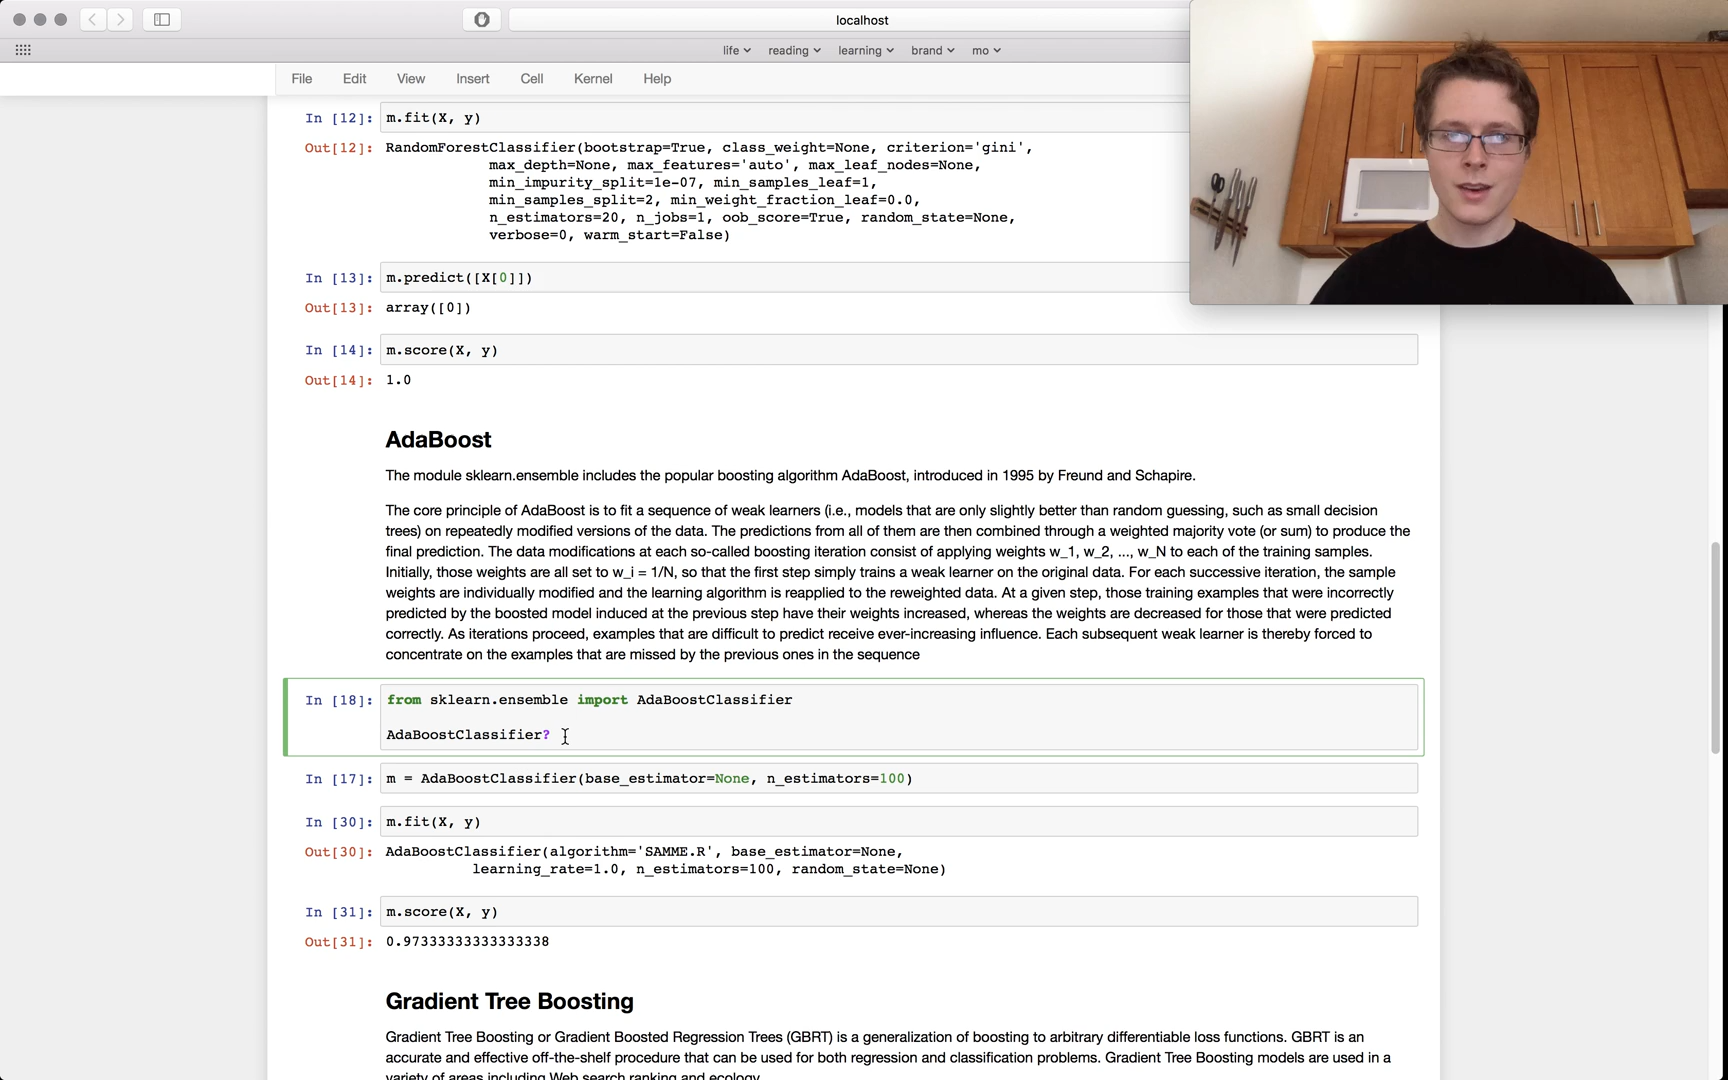 localhost
life reading learning brand mo
File Edit View Insert Cell Kernel Help
In [12]: m.fit(X, y)
Out[12]: RandomForestClassifier(bootstrap=True, class_weight=None, criterion='gini',
max_depth=None, max_features='auto', max_leaf_nodes=None,
min_impurity_split=1e-07, min_samples_leaf=1,
min_samples_split=2, min_weight_fraction_leaf=0.0,
n_estimators=20, n_jobs=1, oob_score=True, random_state=None,
verbose=0, warm_start=False)
In [13]: m.predict([X[0]])
Out[13]: array([0])
In [14]: m.score(X, y)
Out[14]: 1.0
AdaBoost
The module sklearn.ensemble includes the popular boosting algorithm AdaBoost, introduced in 1995 by Freund and Schapire.
The core principle of AdaBoost is to fit a sequence of weak learners (i.e., models that are only slightly better than random guessing, such as small decision
trees) on repeatedly modified versions of the data. The predictions from all of them are then combined through a weighted majority vote (or sum) to produce the
final prediction. The data modifications at each so-called boosting iteration consist of applying weights w_1, w_2, ..., w_N to each of the training samples.
Initially, those weights are all set to w_i = 1/N, so that the first step simply trains a weak learner on the original data. For each successive iteration, the sample
weights are individually modified and the learning algorithm is reapplied to the reweighted data. At a given step, those training examples that were incorrectly
predicted by the boosted model induced at the previous step have their weights increased, whereas the weights are decreased for those that were predicted
correctly. As iterations proceed, examples that are difficult to predict receive ever-increasing influence. Each subsequent weak learner is thereby forced to
concentrate on the examples that are missed by the previous ones in the sequence
In [18]: from sklearn.ensemble import AdaBoostClassifier
AdaBoostClassifier?
In [17]: m = AdaBoostClassifier(base_estimator=None, n_estimators=100)
In [30]: m.fit(X, y)
Out[30]: AdaBoostClassifier(algorithm='SAMME.R', base_estimator=None,
learning_rate=1.0, n_estimators=100, random_state=None)
In [31]: m.score(X, y)
Out[31]: 0.97333333333333338
Gradient Tree Boosting
Gradient Tree Boosting or Gradient Boosted Regression Trees (GBRT) is a generalization of boosting to arbitrary differentiable loss functions. GBRT is an
accurate and effective off-the-shelf procedure that can be used for both regression and classification problems. Gradient Tree Boosting models are used in a
variety of areas including Web search ranking and ecology.